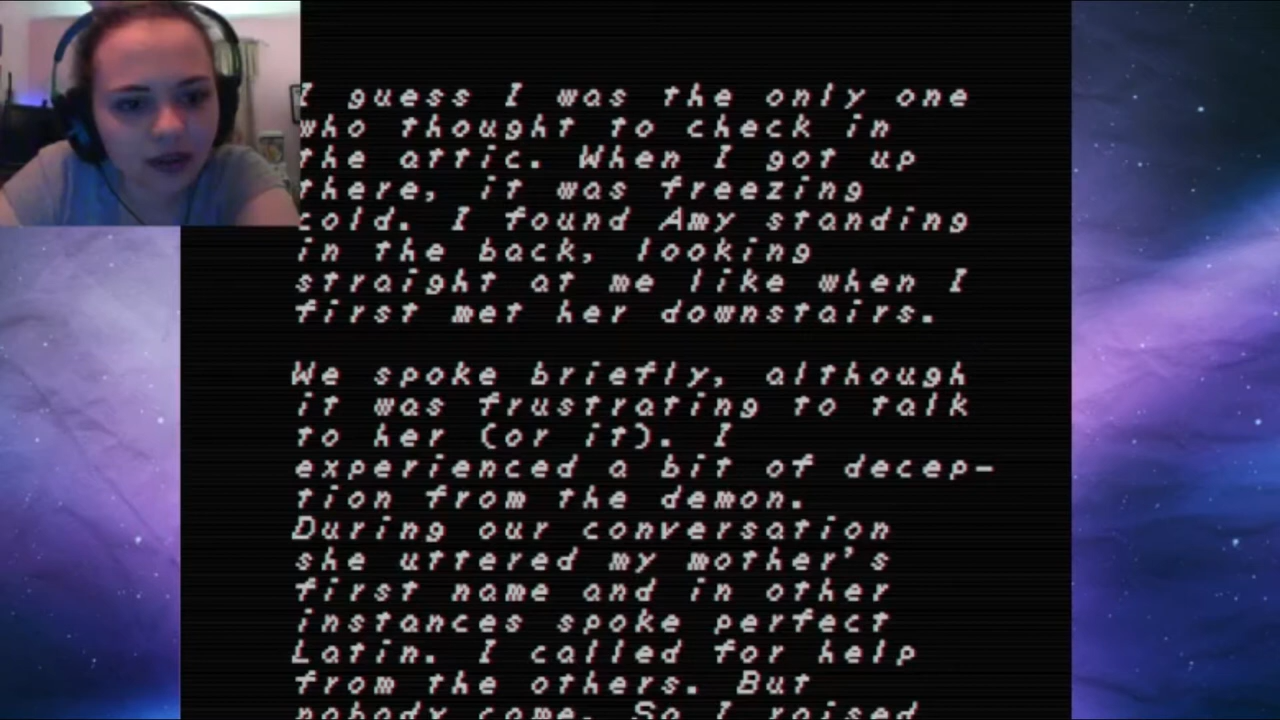 I guess I was the only one
who thought to check in
the attic. When I got up
there, it was freezing
cold. I found Amy standing
in the back, looking
straight at me like when I
first met her downstairs.
We spoke briefly, although
it was frustrating to talk
to her (or it). I
experienced a bit of decep-
tion from the demon.
During our conversation
she uttered my mother's
first name and in other
instances spoke perfect
Latin. I called for help
from the others. But
nobody came. So I raised